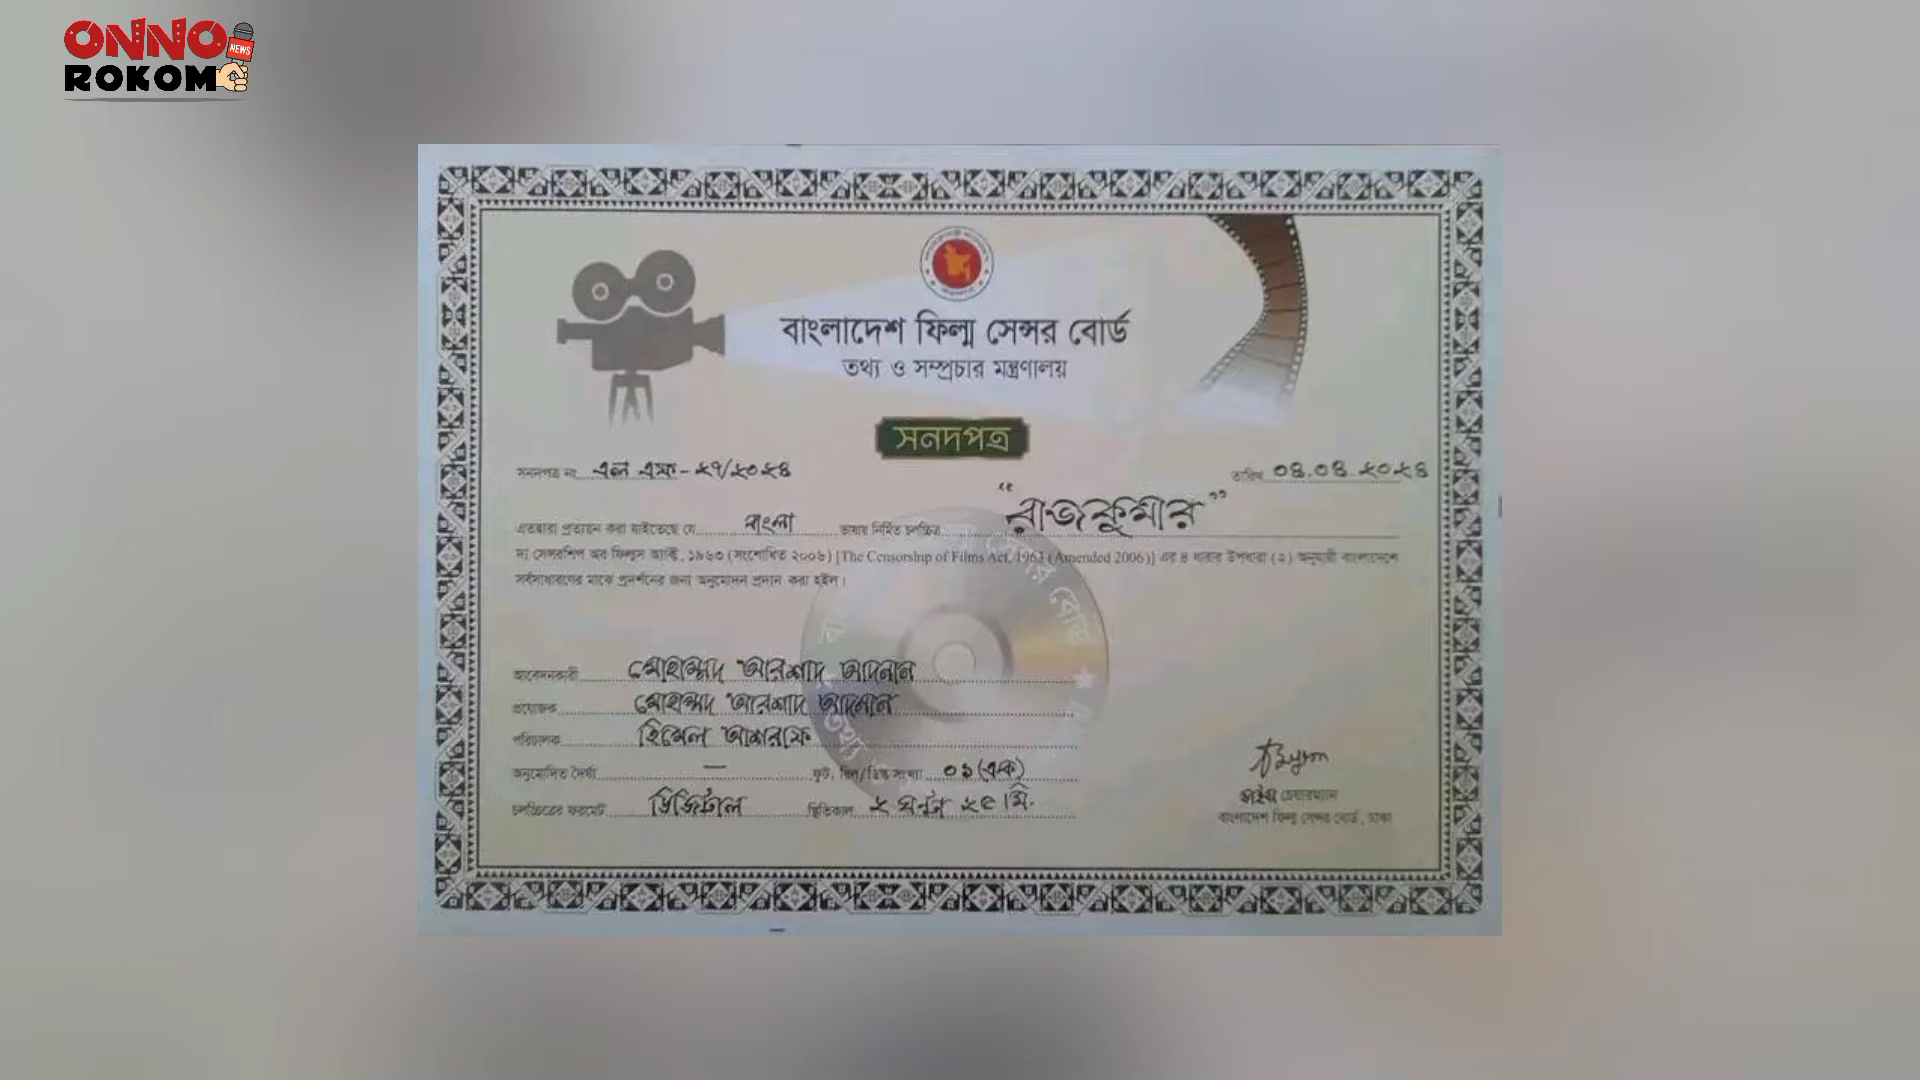 ONNO
NEWS
ROKOM
বাংলাদেশ ফিল্ম সেন্সর বোর্ড
তথ্য ও সম্প্রচার মন্ত্রণালয়
সনদপত্র
সনদপত্র নং এল এফ - ২৭/২০২৪
তারিখ ০৪.০৪.২০২৪
এতদ্বারা প্রত্যয়ন করা যাইতেছে যে বাংলা ভাষায় নির্মিত চলচ্চিত্র "রাজকুমার"
দ্য সেন্সরশিপ অব ফিল্মস অ্যাক্ট, ১৯৬৩ (সংশোধিত ২০০৬) [The Censorship of Films Act, 1963 (Amended 2006)] এর ৪ ধারার উপধারা (২) অনুযায়ী বাংলাদেশে
সর্বসাধারণের মাঝে প্রদর্শনের জন্য অনুমোদন প্রদান করা হইল।
আবেদনকারী মোহাম্মদ আরশাদ আদনান
প্রযোজক মোহাম্মদ আরশাদ আদনান
পরিচালক হিমেল আশরাফ
অনুমোদিত দৈর্ঘ্য — ফুট, রিল/ডিস্ক সংখ্যা ০১ (এক)
চলচ্চিত্রের ফরমেট ডিজিটাল স্থিতিকাল ২ ঘন্টা ২৫ মি.
ভাইস চেয়ারম্যান
বাংলাদেশ ফিল্ম সেন্সর বোর্ড, ঢাকা